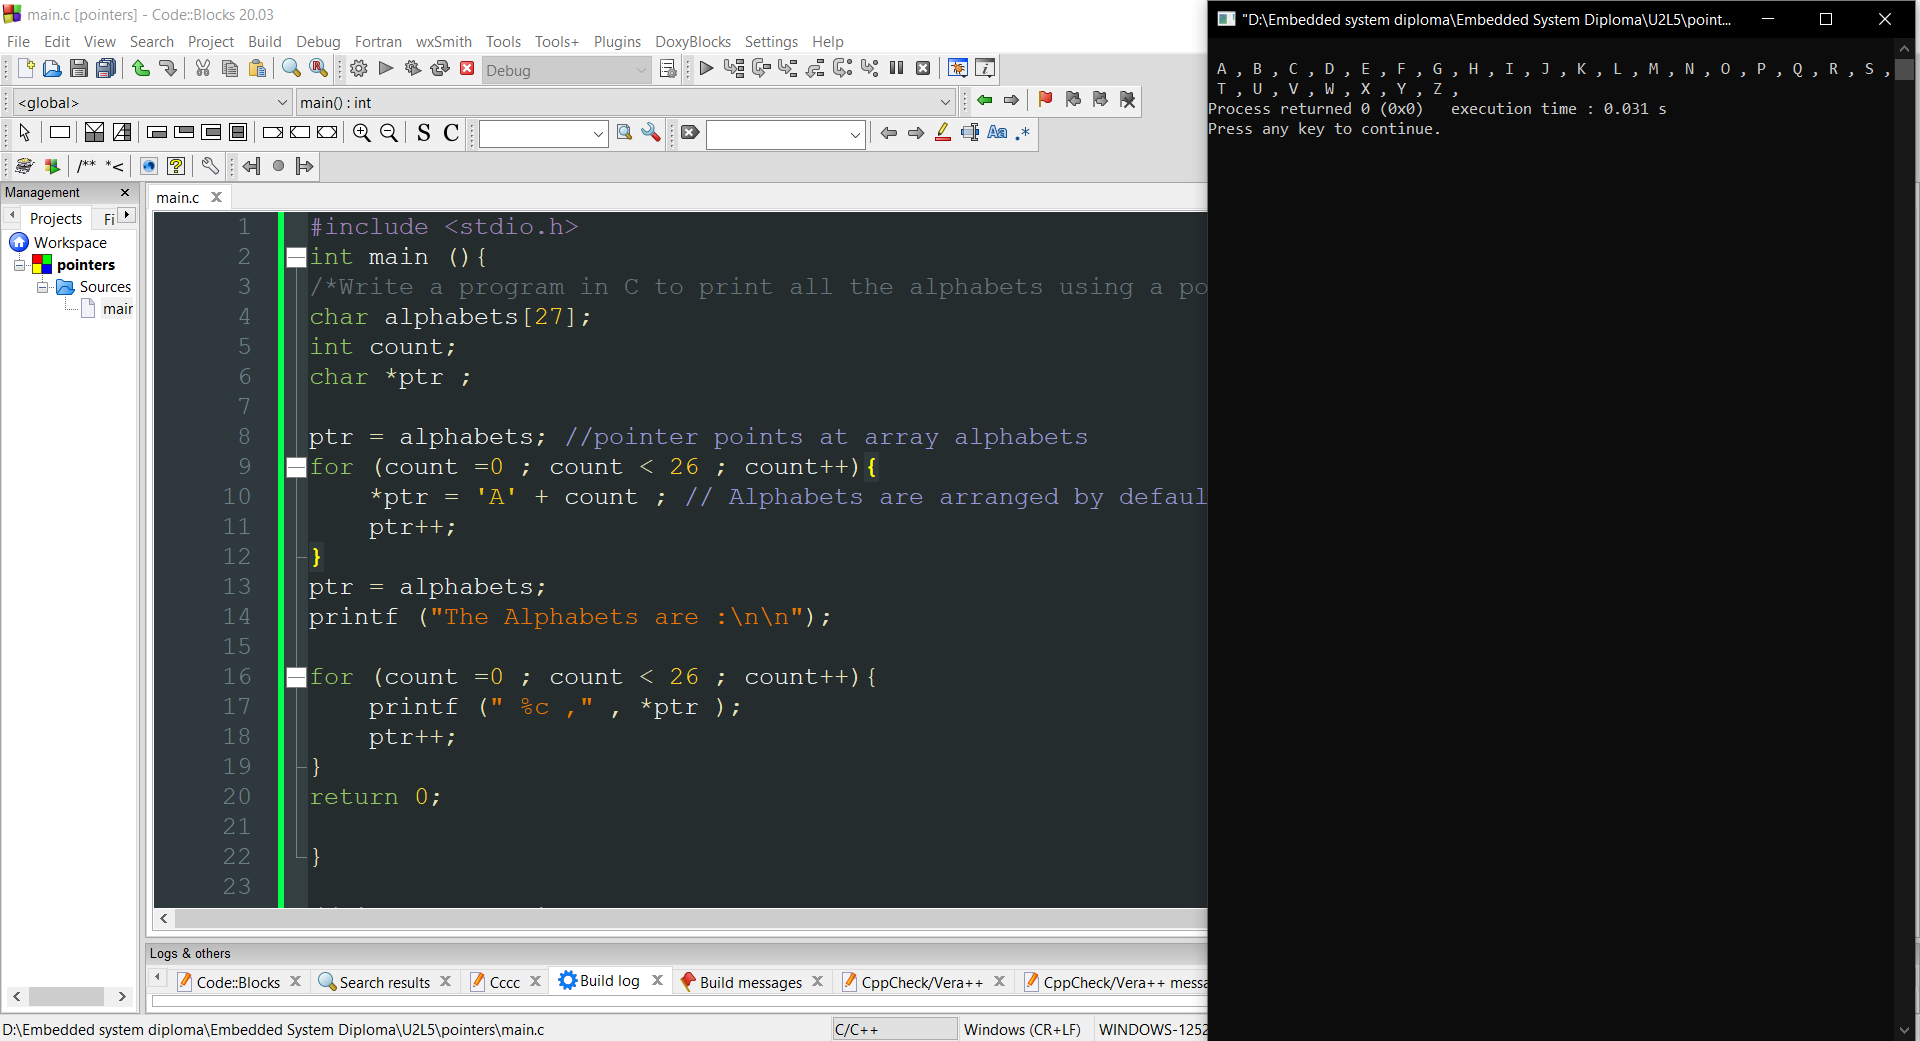 main.c [pointers] - Code::Blocks 20.03
File Edit View Search Project Build Debug Fortran wxSmith Tools Tools+ Plugins DoxyBlocks Settings Help
Debug
<global> main() : int
S C Aa .*
/** *<
Management
Projects Fi
Workspace
pointers
Sources
mair
main.c
1 #include <stdio.h>
2 int main (){
3 /*Write a program in C to print all the alphabets using a po
4 char alphabets[27];
5 int count;
6 char *ptr ;
7
8 ptr = alphabets; //pointer points at array alphabets
9 for (count =0 ; count < 26 ; count++){
10 *ptr = 'A' + count ; // Alphabets are arranged by defaul
11 ptr++;
12 }
13 ptr = alphabets;
14 printf ("The Alphabets are :\n\n");
15
16 for (count =0 ; count < 26 ; count++){
17 printf (" %c ," , *ptr );
18 ptr++;
19 }
20 return 0;
21
22 }
23
Logs & others
Code::Blocks Search results Cccc Build log Build messages CppCheck/Vera++ CppCheck/Vera++ messa
D:\Embedded system diploma\Embedded System Diploma\U2L5\pointers\main.c C/C++ Windows (CR+LF) WINDOWS-1252
"D:\Embedded system diploma\Embedded System Diploma\U2L5\point...
A , B , C , D , E , F , G , H , I , J , K , L , M , N , O , P , Q , R , S ,
T , U , V , W , X , Y , Z ,
Process returned 0 (0x0) execution time : 0.031 s
Press any key to continue.